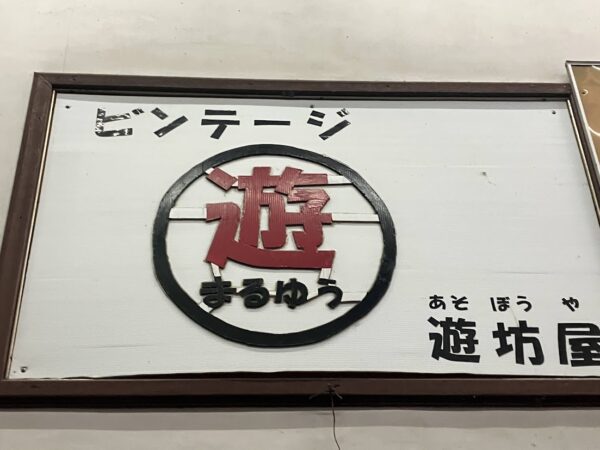 ビンテージ
遊
まるゆう
あそ ぼう や
遊坊屋